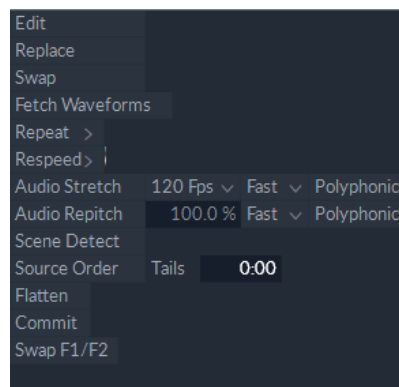 Edit
Replace
Swap
Fetch Waveforms
Repeat >
Respeed >
Audio Stretch 120 Fps Fast Polyphonic
Audio Repitch 100.0 % Fast Polyphonic
Scene Detect
Source Order Tails 0:00
Flatten
Commit
Swap F1/F2